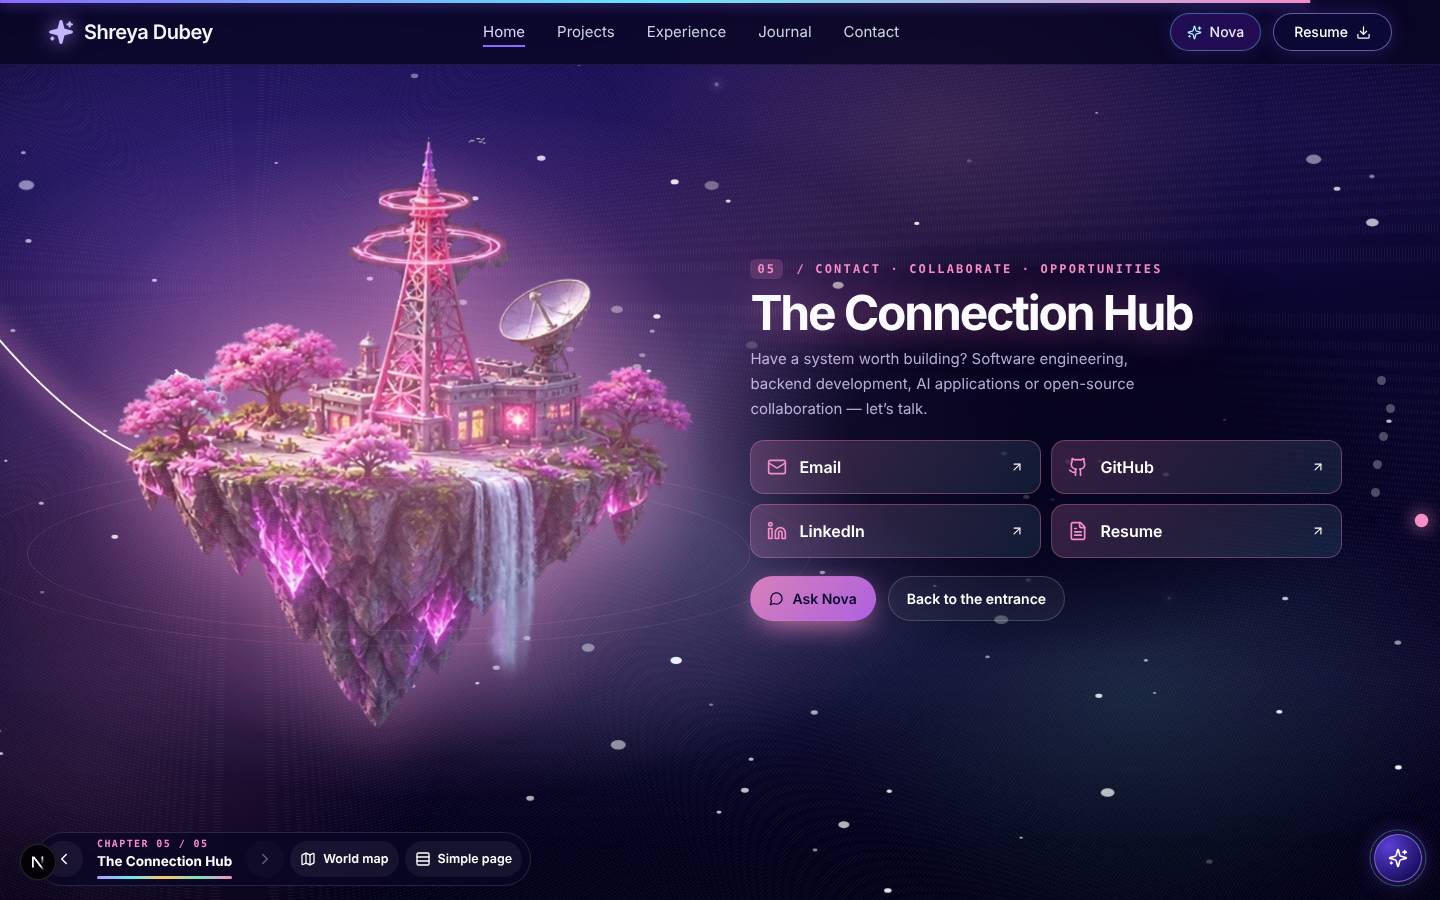 Shreya Dubey
Home
Projects
Experience
Journal
Contact
Nova
Resume
05 / CONTACT · COLLABORATE · OPPORTUNITIES
The Connection Hub
Have a system worth building? Software engineering,
backend development, AI applications or open-source
collaboration — let’s talk.
Email
GitHub
LinkedIn
Resume
Ask Nova
Back to the entrance
CHAPTER 05 / 05
The Connection Hub
World map
Simple page
N